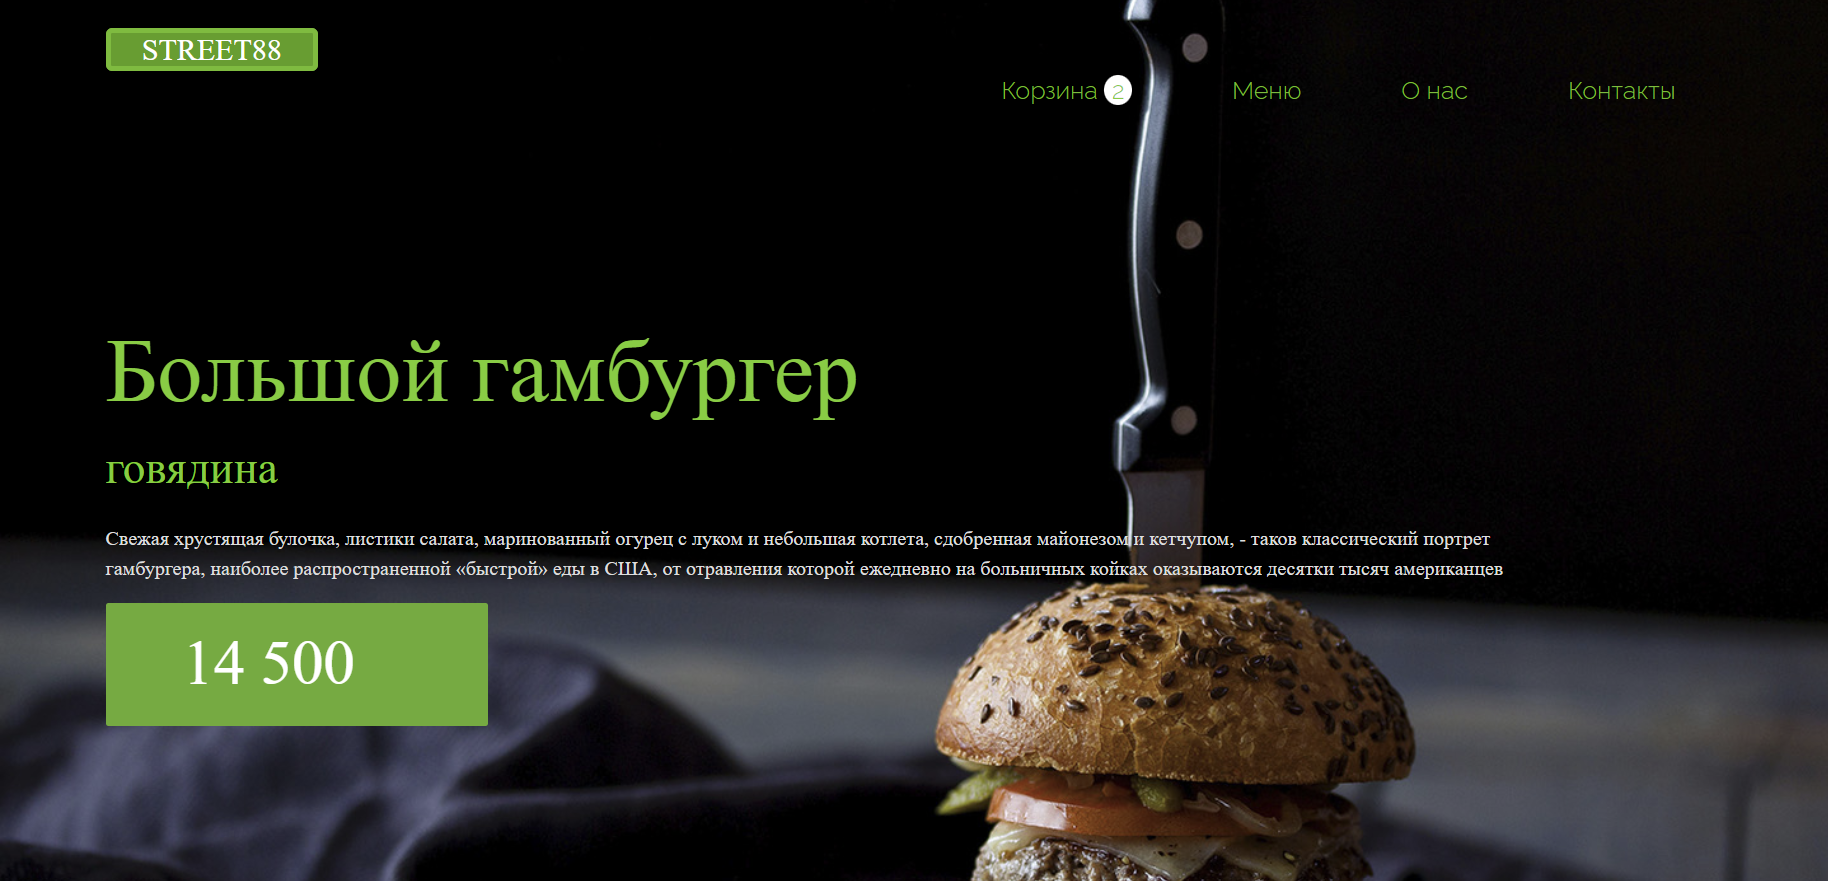 STREET88
Корзина 2 Меню О нас Контакты
Большой гамбургер
говядина
Свежая хрустящая булочка, листики салата, маринованный огурец с луком и небольшая котлета, сдобренная майонезом и кетчупом, - таков классический портрет
гамбургера, наиболее распространенной «быстрой» еды в США, от отравления которой ежедневно на больничных койках оказываются десятки тысяч американцев
14 500